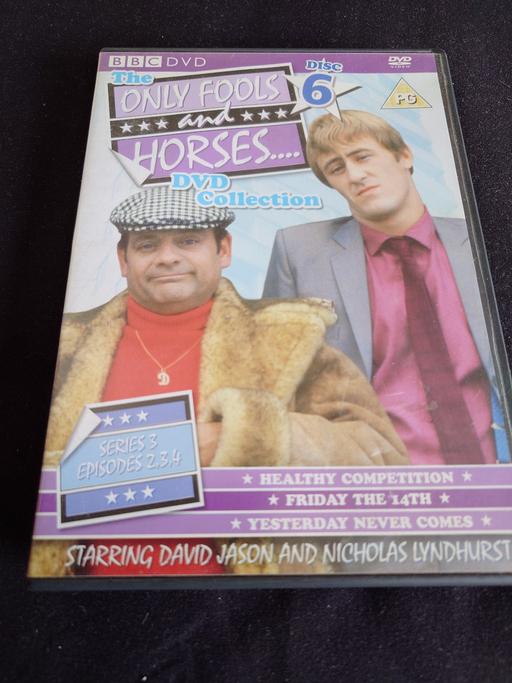 BBC DVD
DVD
VIDEO
The
ONLY FOOLS
and
HORSES....
DVD
Collection
DISC
6
PG
D
SERIES 3
EPISODES 2,3,4
HEALTHY COMPETITION
FRIDAY THE 14TH
YESTERDAY NEVER COMES
STARRING DAVID JASON AND NICHOLAS LYNDHURST